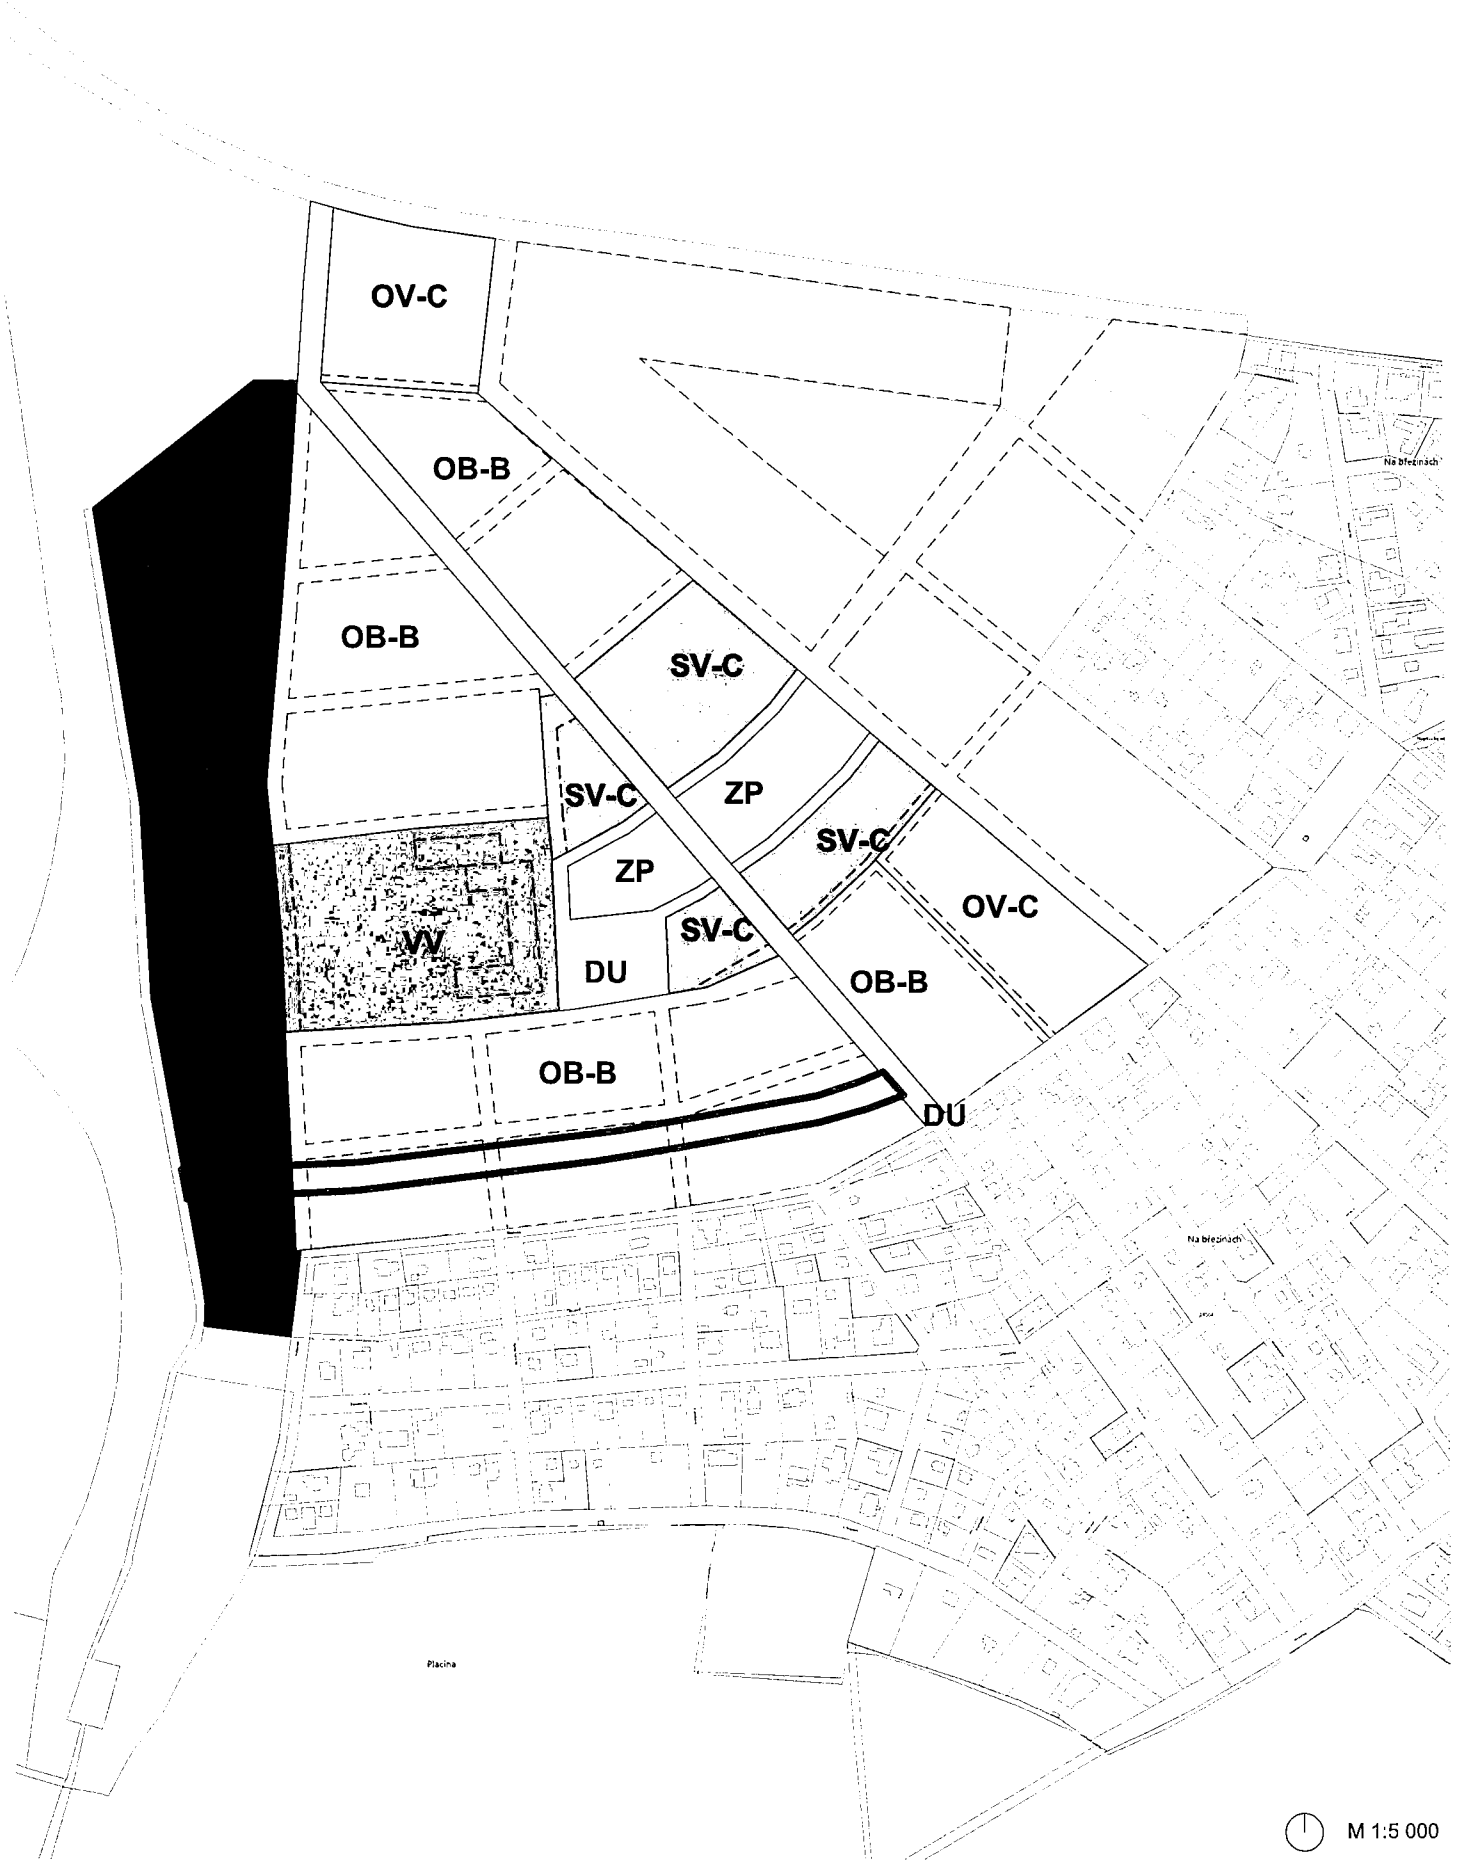 OV-C
OB-B
Na březinách
OB-B
SV-C
SV-C
ZP
SV-C
ZP
OV-C
SV-C
VV
DU
OB-B
OB-B
DU
Na březinách
Placina
M 1:5 000